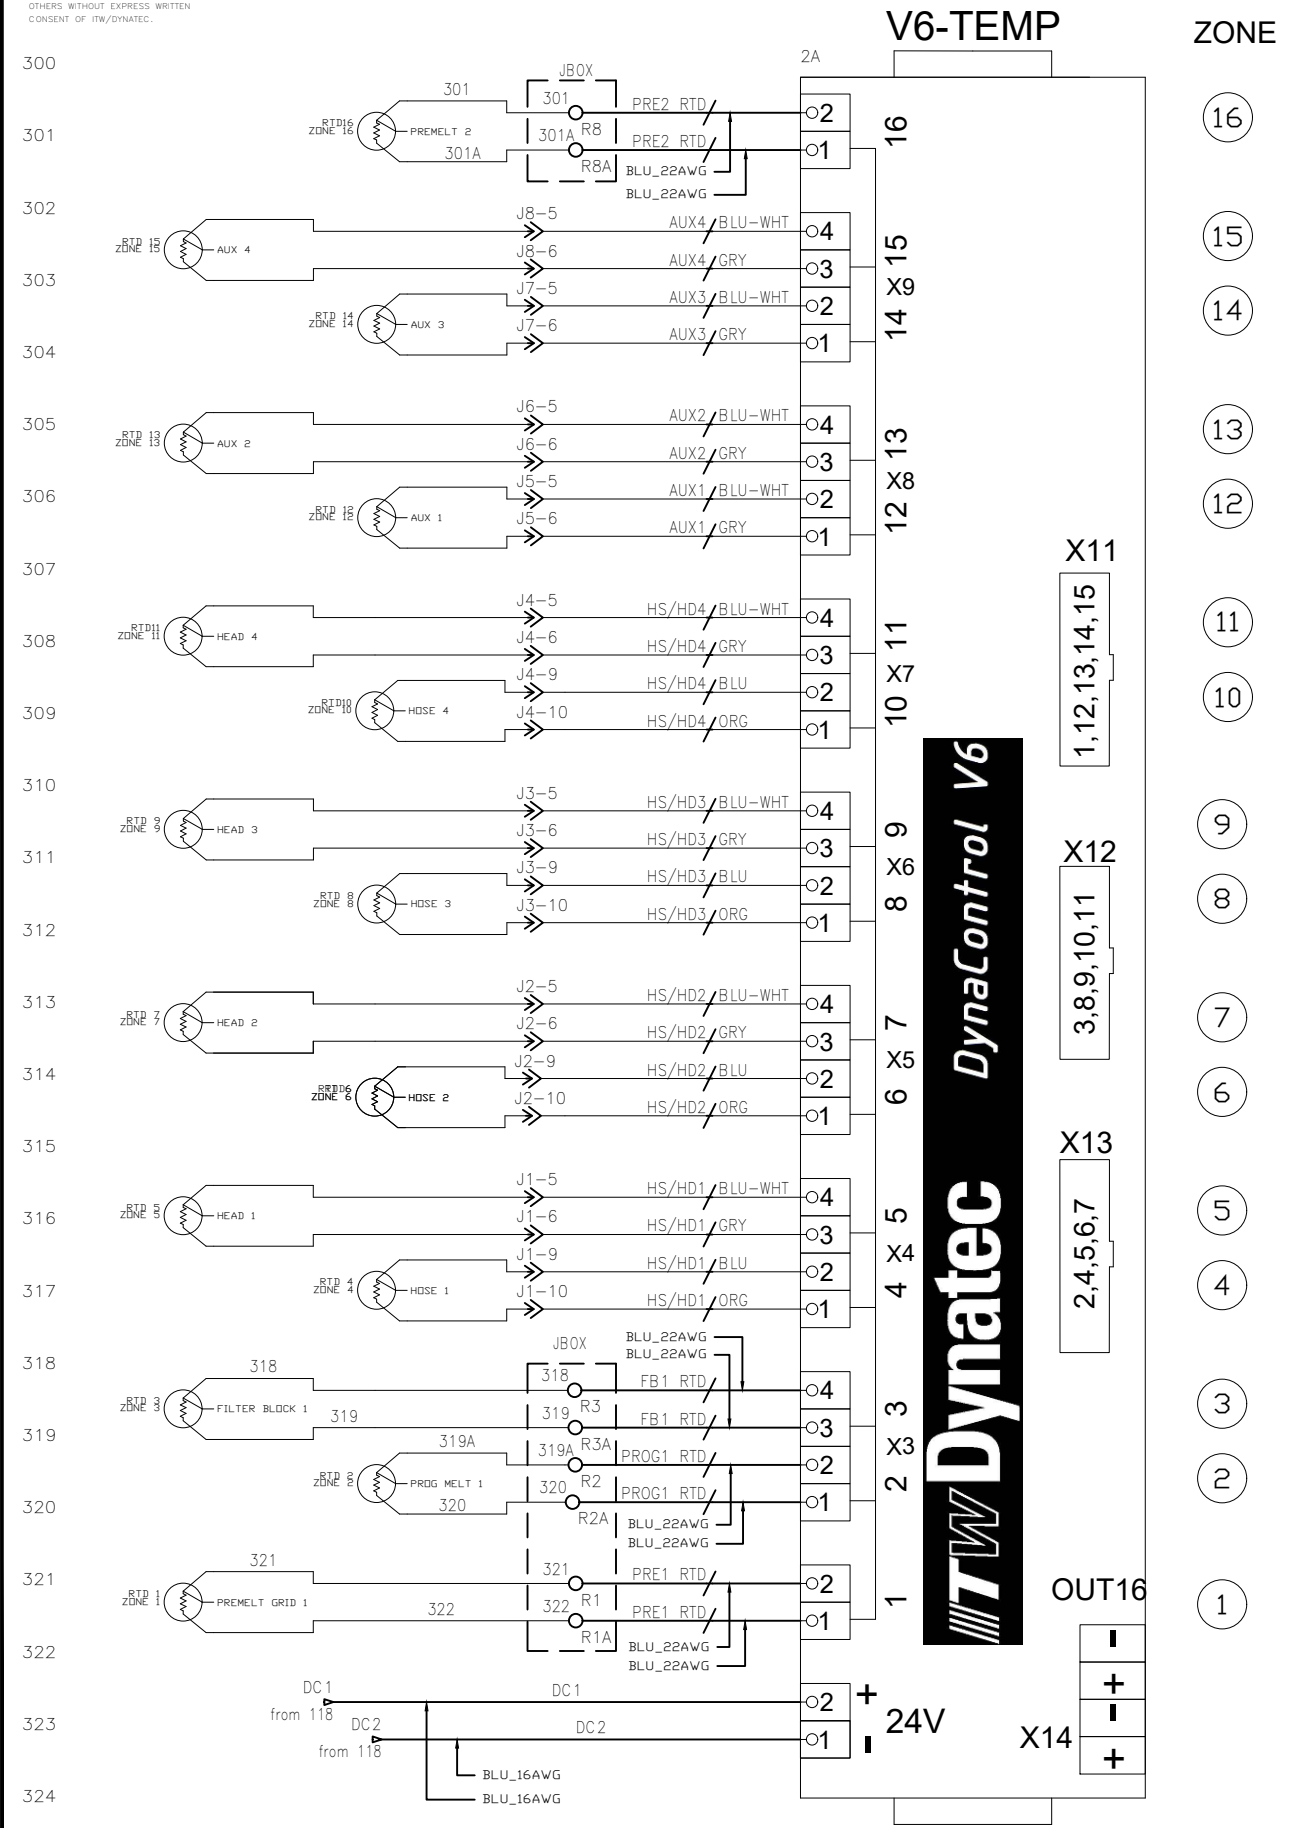 OTHERS WITHOUT EXPRESS WRITTEN
CONSENT OF ITW/DYNATEC.
V6-TEMP
ZONE
300
2A
JBOX
301
301
PRE2 RTD
2
16
16
RTD16
ZONE 16
PREMELT 2
R8
301
301A
301A
PRE2 RTD
1
R8A
BLU_22AWG
BLU_22AWG
302
J8-5
AUX4
BLU-WHT
4
15
15
RTD 15
ZONE 15
AUX 4
J8-6
AUX4
GRY
3
303
X9
J7-5
AUX3
BLU-WHT
2
14
14
RTD 14
ZONE 14
AUX 3
J7-6
AUX3
GRY
1
304
J6-5
AUX2
BLU-WHT
4
13
13
305
RTD 13
ZONE 13
AUX 2
J6-6
AUX2
GRY
3
X8
306
J5-5
AUX1
BLU-WHT
2
12
12
RTD 12
ZONE 12
AUX 1
J5-6
AUX1
GRY
1
X11
307
1,12,13,14,15
J4-5
HS/HD4
BLU-WHT
4
11
11
308
RTD11
ZONE 11
HEAD 4
J4-6
HS/HD4
GRY
3
X7
J4-9
HS/HD4
BLU
2
10
10
RTD10
ZONE 10
HOSE 4
309
J4-10
HS/HD4
ORG
1
310
DynaControl V6
J3-5
HS/HD3
BLU-WHT
4
9
9
RTD 9
ZONE 9
HEAD 3
J3-6
HS/HD3
GRY
3
311
X6
X12
3,8,9,10,11
J3-9
HS/HD3
BLU
2
8
8
RTD 8
ZONE 8
HOSE 3
J3-10
HS/HD3
ORG
1
312
J2-5
HS/HD2
BLU-WHT
4
7
7
313
RTD 7
ZONE 7
HEAD 2
J2-6
HS/HD2
GRY
3
X5
314
J2-9
HS/HD2
BLU
2
6
6
ZONE 6
HOSE 2
J2-10
HS/HD2
ORG
1
315
X13
2,4,5,6,7
J1-5
HS/HD1
BLU-WHT
4
5
5
316
RTD 5
ZONE 5
HEAD 1
J1-6
HS/HD1
GRY
3
X4
J1-9
HS/HD1
BLU
2
4
4
RTD 4
ZONE 4
HOSE 1
317
J1-10
HS/HD1
ORG
1
ITW Dynatec
BLU_22AWG
BLU_22AWG
JBOX
318
318
318
FB1 RTD
4
3
3
RTD 3
ZONE 3
FILTER BLOCK 1
R3
319
319
319
FB1 RTD
3
R3A
X3
319A
319A
PROG1 RTD
2
2
2
RTD 2
ZONE 2
PROG MELT 1
R2
320
320
320
PROG1 RTD
1
R2A
BLU_22AWG
BLU_22AWG
321
321
321
PRE1 RTD
2
1
1
OUT16
RTD 1
ZONE 1
PREMELT GRID 1
R1
322
322
PRE1 RTD
1
R1A
BLU_22AWG
BLU_22AWG
322
-
+
-
+
X14
DC1
from 118
DC1
2
+
24V
323
DC2
from 118
DC2
1
-
BLU_16AWG
BLU_16AWG
324